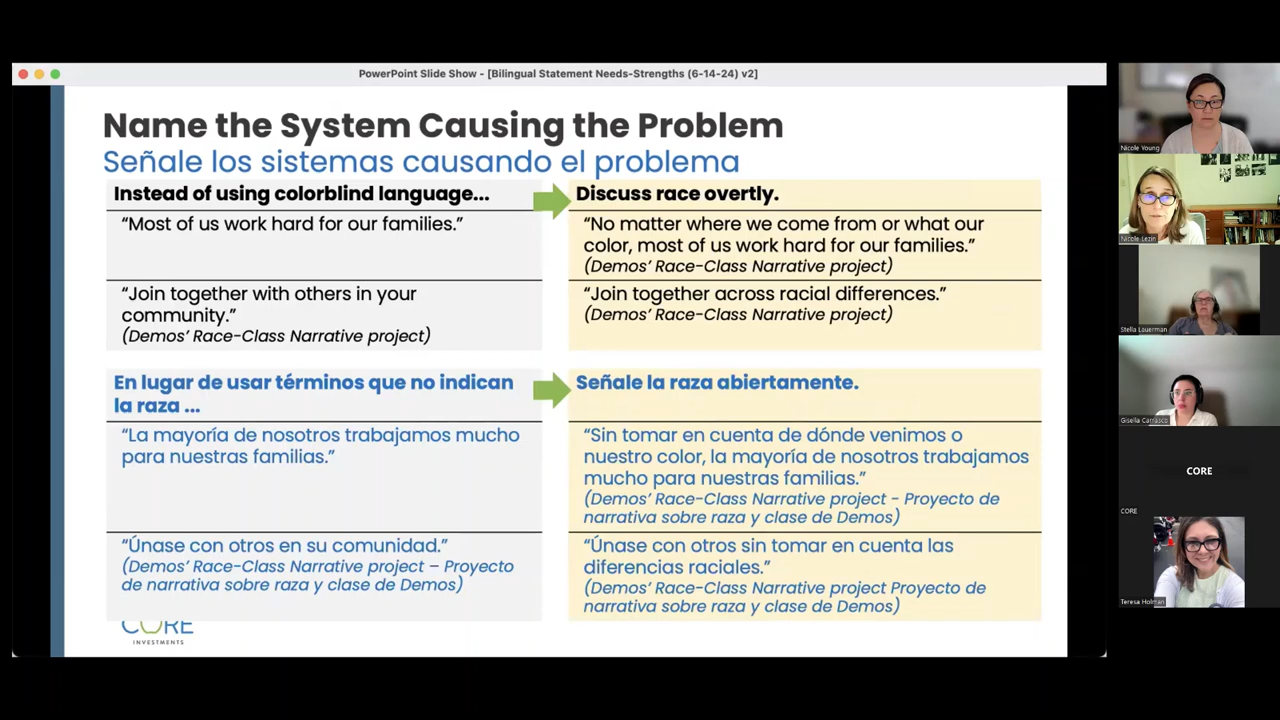 PowerPoint Slide Show - [Bilingual Statement Needs-Strengths (6-14-24) v2]
Name the System Causing the Problem
Señale los sistemas causando el problema
Instead of using colorblind language...
Discuss race overtly.
“Most of us work hard for our families.”
“No matter where we come from or what our
color, most of us work hard for our families.”
(Demos’ Race-Class Narrative project)
“Join together with others in your
community.”
(Demos’ Race-Class Narrative project)
“Join together across racial differences.”
(Demos’ Race-Class Narrative project)
En lugar de usar términos que no indican
la raza ...
Señale la raza abiertamente.
“La mayoría de nosotros trabajamos mucho
para nuestras familias.”
“Sin tomar en cuenta de dónde venimos o
nuestro color, la mayoría de nosotros trabajamos
mucho para nuestras familias.”
(Demos’ Race-Class Narrative project - Proyecto de
narrativa sobre raza y clase de Demos)
“Únase con otros en su comunidad.”
(Demos’ Race-Class Narrative project – Proyecto
de narrativa sobre raza y clase de Demos)
“Únase con otros sin tomar en cuenta las
diferencias raciales.”
(Demos’ Race-Class Narrative project Proyecto de
narrativa sobre raza y clase de Demos)
CORE
INVESTMENTS
Nicole Young
Nicole Lezin
Stella Lauerman
Gisella Carrasco
CORE
CORE
Teresa Holman